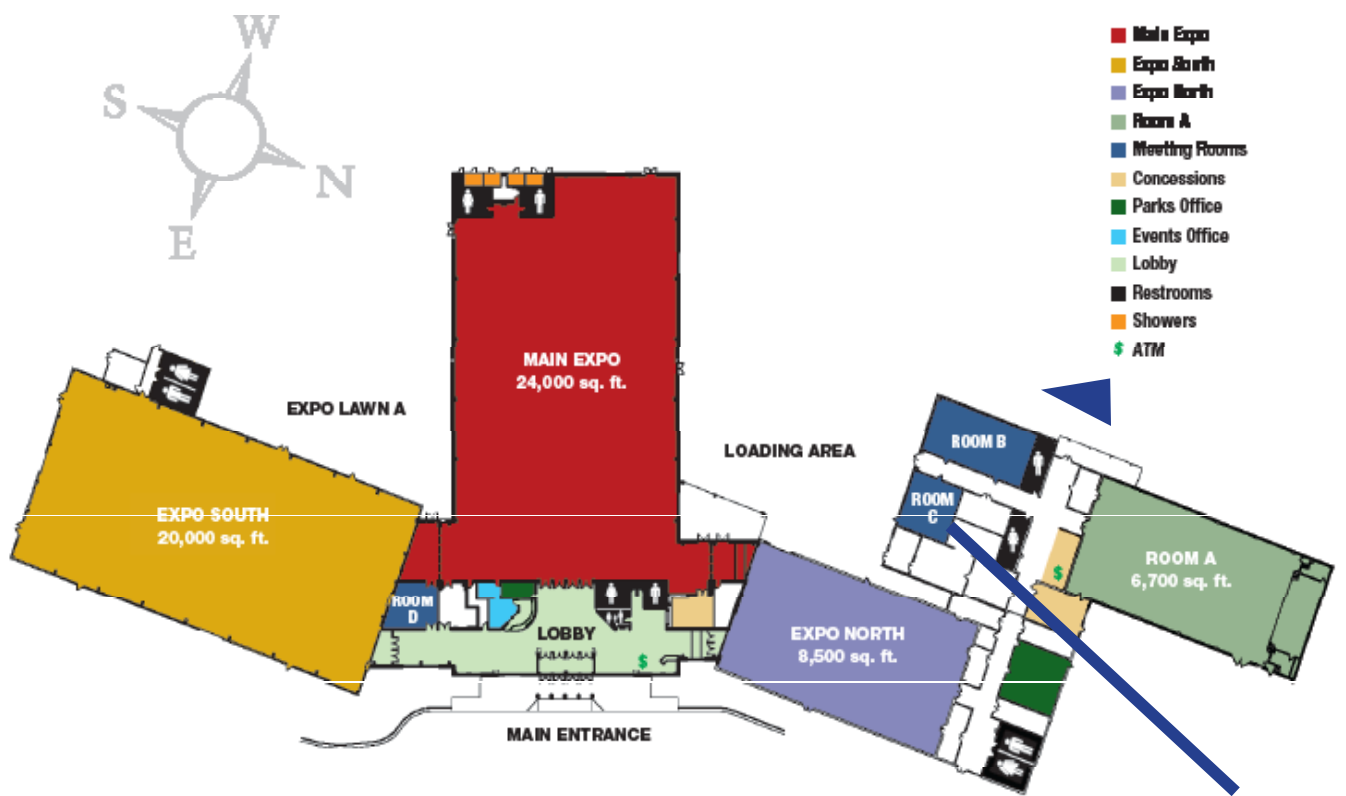 W
S
N
E
Main Expo
Expo South
Expo North
Room A
Meeting Rooms
Concessions
Parks Office
Events Office
Lobby
Restrooms
Showers
$ ATM
MAIN EXPO
24,000 sq. ft.
EXPO LAWN A
LOADING AREA
ROOM B
ROOM
C
EXPO SOUTH
20,000 sq. ft.
ROOM A
6,700 sq. ft.
$
ROOM
D
LOBBY
$
EXPO NORTH
8,500 sq. ft.
MAIN ENTRANCE